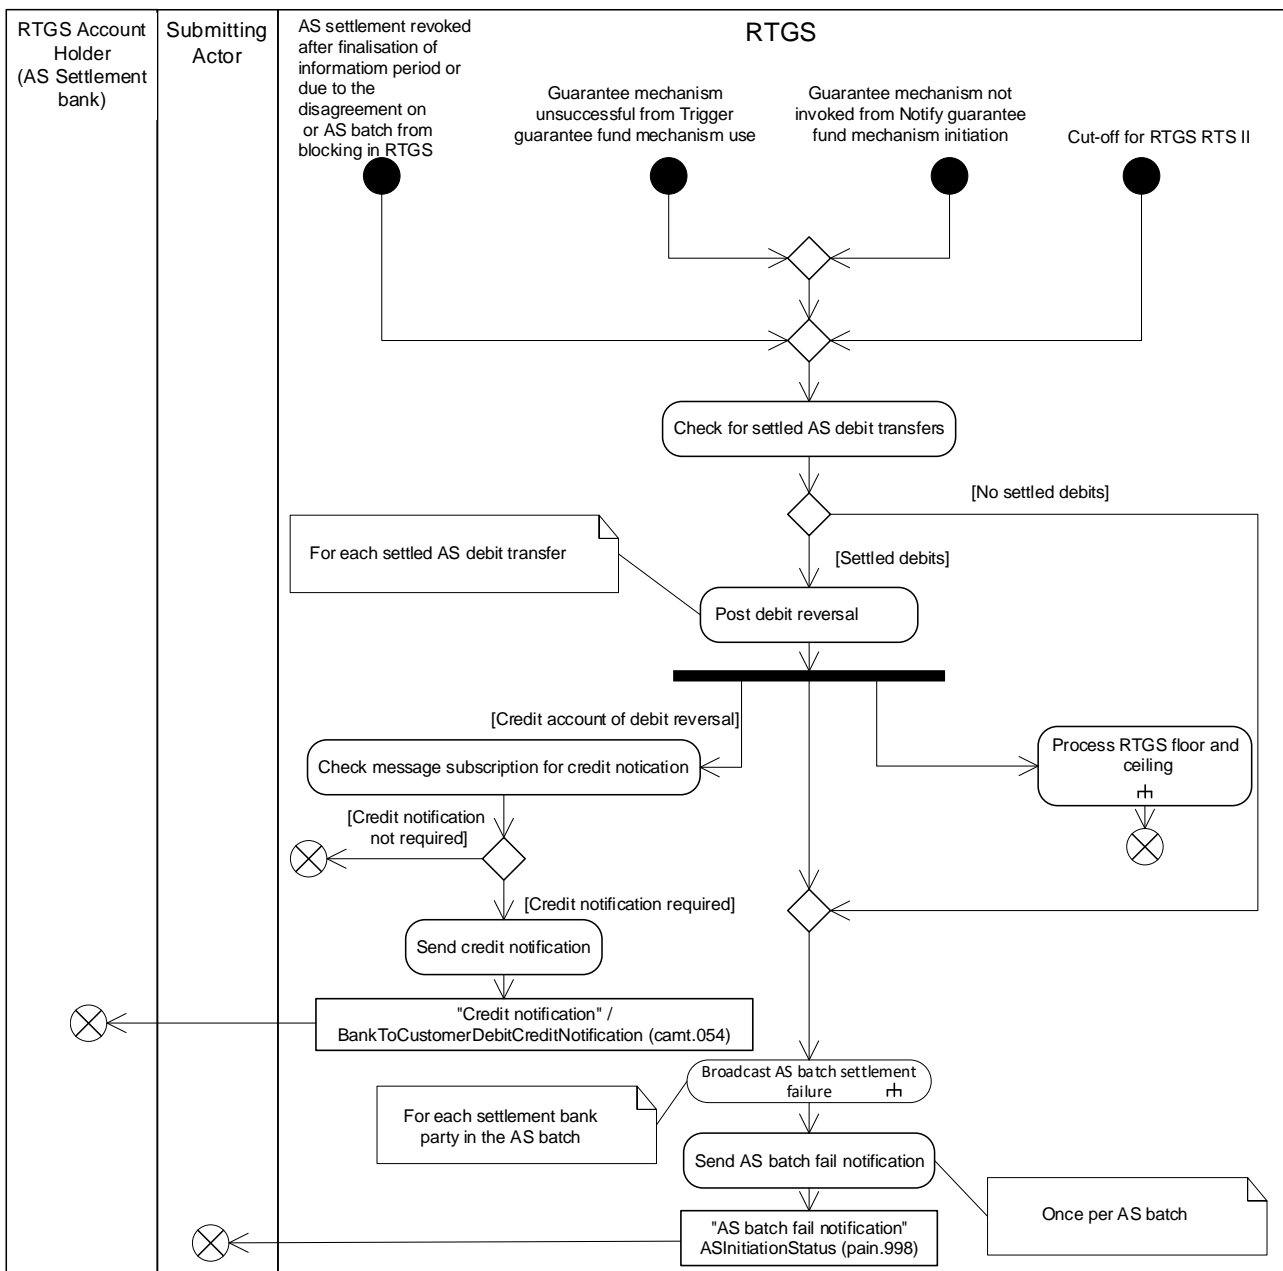 RTGS Account
Holder
(AS Settlement
bank)
Submitting
Actor
RTGS
AS settlement revoked
after finalisation of
informatiom period or
due to the
disagreement on
or AS batch from
blocking in RTGS
Guarantee mechanism
unsuccessful from Trigger
guarantee fund mechanism use
Guarantee mechanism not
invoked from Notify guarantee
fund mechanism initiation
Cut-off for RTGS RTS II
Check for settled AS debit transfers
[No settled debits]
For each settled AS debit transfer
[Settled debits]
Post debit reversal
[Credit account of debit reversal]
Check message subscription for credit notication
Process RTGS floor and
ceiling
[Credit notification
not required]
[Credit notification required]
Send credit notification
"Credit notification" /
BankToCustomerDebitCreditNotification (camt.054)
Broadcast AS batch settlement
failure
For each settlement bank
party in the AS batch
Send AS batch fail notification
Once per AS batch
"AS batch fail notification"
ASInitiationStatus (pain.998)